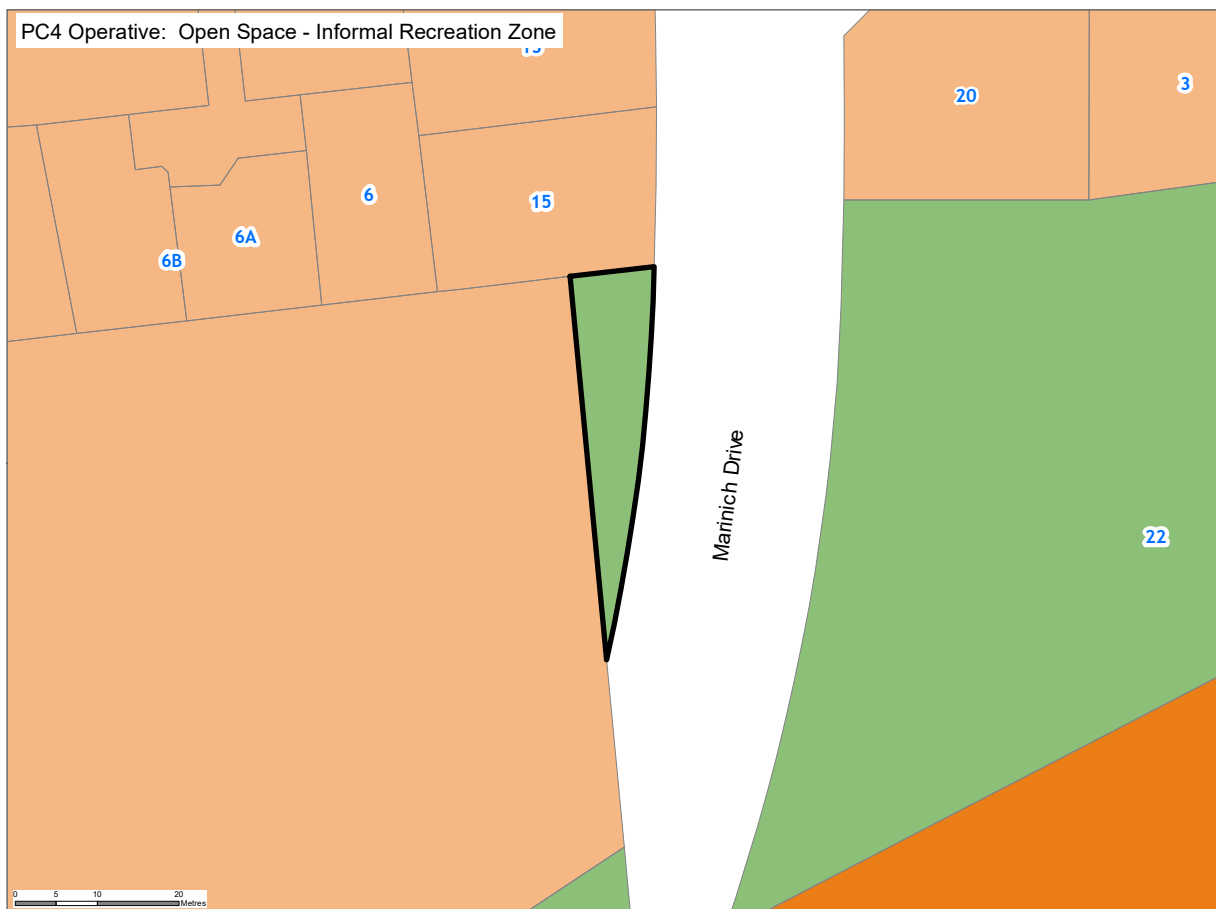 PC4 Operative: Open Space - Informal Recreation Zone
20
3
6
15
6A
6B
Marinich Drive
22
0 5 10 20
Metres